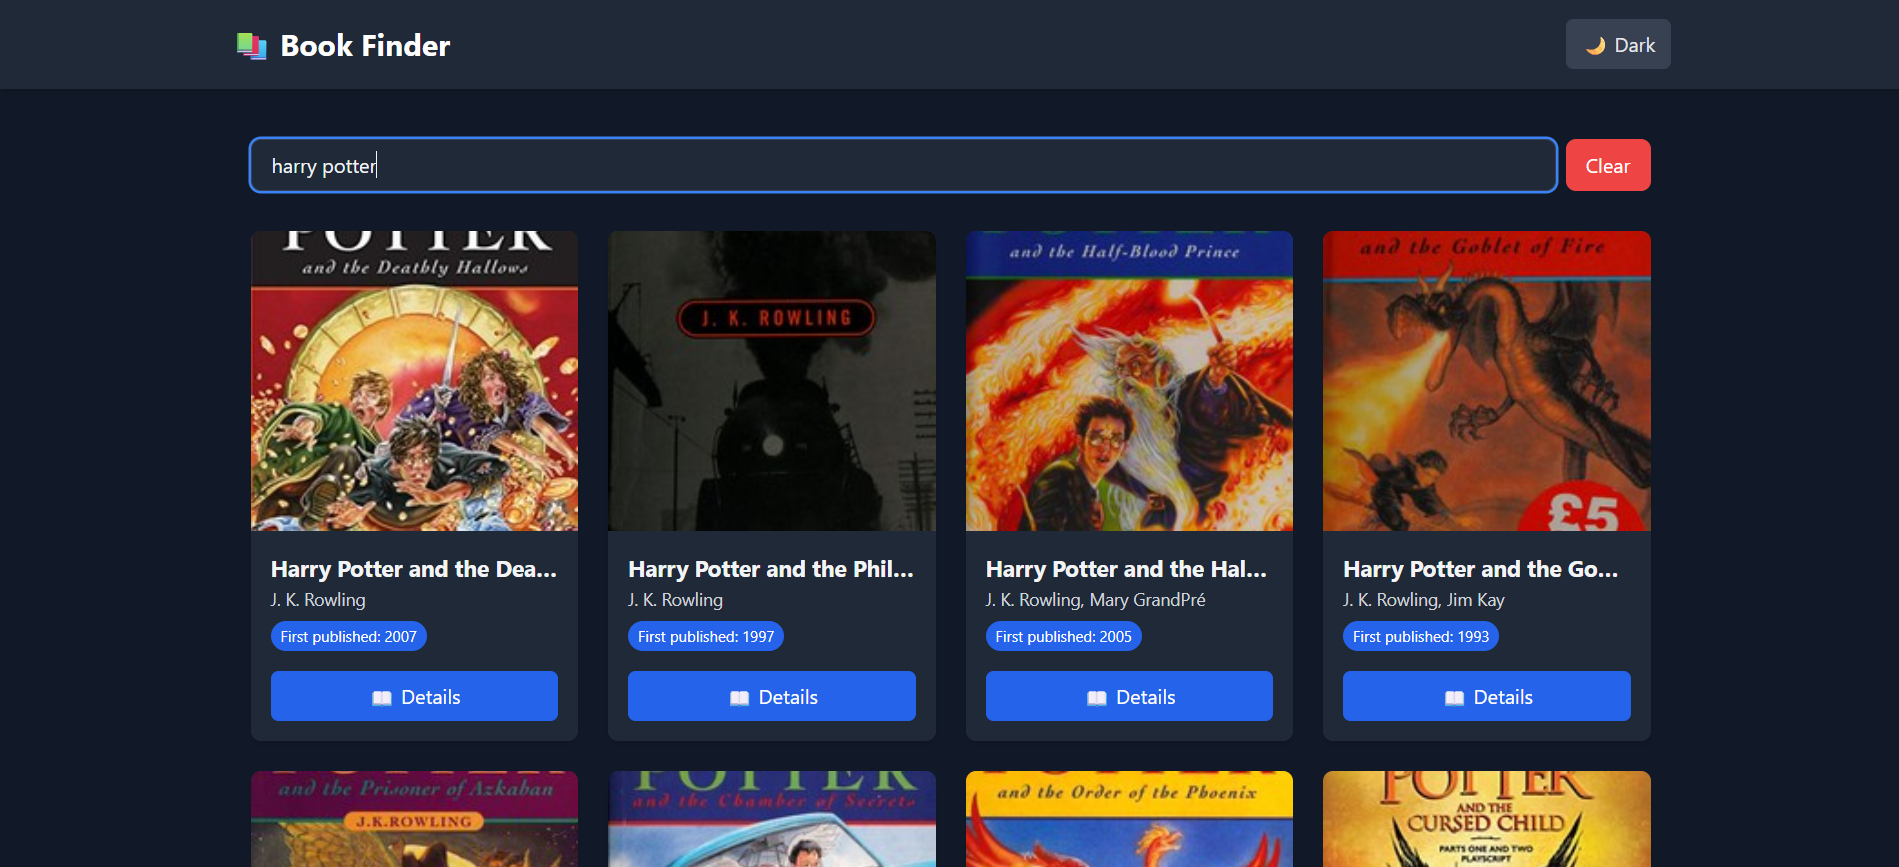 Book Finder
Dark
harry potter
Clear
POTTER
and the Deathly Hallows
J. K. ROWLING
and the Half-Blood Prince
and the Goblet of Fire
£5
Harry Potter and the Dea...
J. K. Rowling
First published: 2007
Details
Harry Potter and the Phil...
J. K. Rowling
First published: 1997
Details
Harry Potter and the Hal...
J. K. Rowling, Mary GrandPré
First published: 2005
Details
Harry Potter and the Go...
J. K. Rowling, Jim Kay
First published: 1993
Details
and the Prisoner of Azkaban
J.K.ROWLING
POTTER
and the Chamber of Secrets
and the Order of the Phoenix
POTTER
AND THE
CURSED CHILD
PARTS ONE AND TWO
PLAYSCRIPT